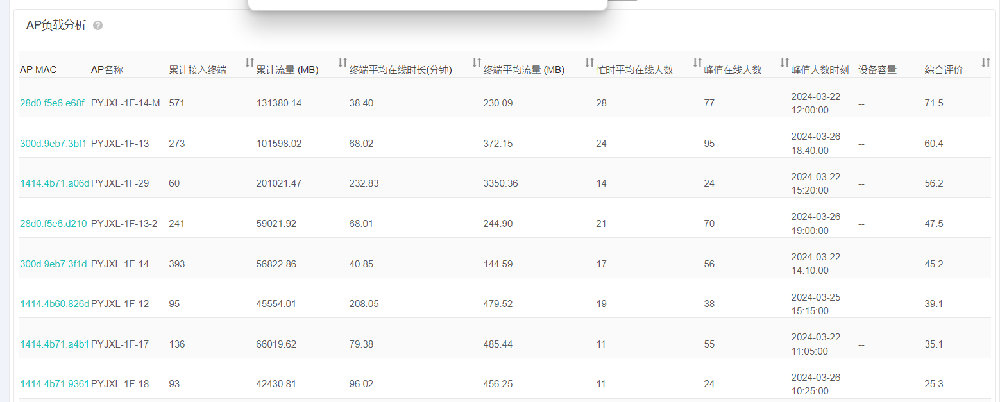 AP负载分析 ?
AP MAC AP名称 累计接入终端 累计流量 (MB) 终端平均在线时长(分钟) 终端平均流量 (MB) 忙时平均在线人数 峰值在线人数 峰值人数时刻 设备容量 综合评价
28d0.f5e6.e68f PYJXL-1F-14-M 571 131380.14 38.40 230.09 28 77 2024-03-22 12:00:00 -- 71.5
300d.9eb7.3bf1 PYJXL-1F-13 273 101598.02 68.02 372.15 24 95 2024-03-26 18:40:00 -- 60.4
1414.4b71.a06d PYJXL-1F-29 60 201021.47 232.83 3350.36 14 24 2024-03-22 15:20:00 -- 56.2
28d0.f5e6.d210 PYJXL-1F-13-2 241 59021.92 68.01 244.90 21 70 2024-03-26 19:00:00 -- 47.5
300d.9eb7.3f1d PYJXL-1F-14 393 56822.86 40.85 144.59 17 56 2024-03-22 14:10:00 -- 45.2
1414.4b60.826d PYJXL-1F-12 95 45554.01 208.05 479.52 19 38 2024-03-25 15:15:00 -- 39.1
1414.4b71.a4b1 PYJXL-1F-17 136 66019.62 79.38 485.44 11 55 2024-03-22 11:05:00 -- 35.1
1414.4b71.9361 PYJXL-1F-18 93 42430.81 96.02 456.25 11 24 2024-03-26 10:25:00 -- 25.3